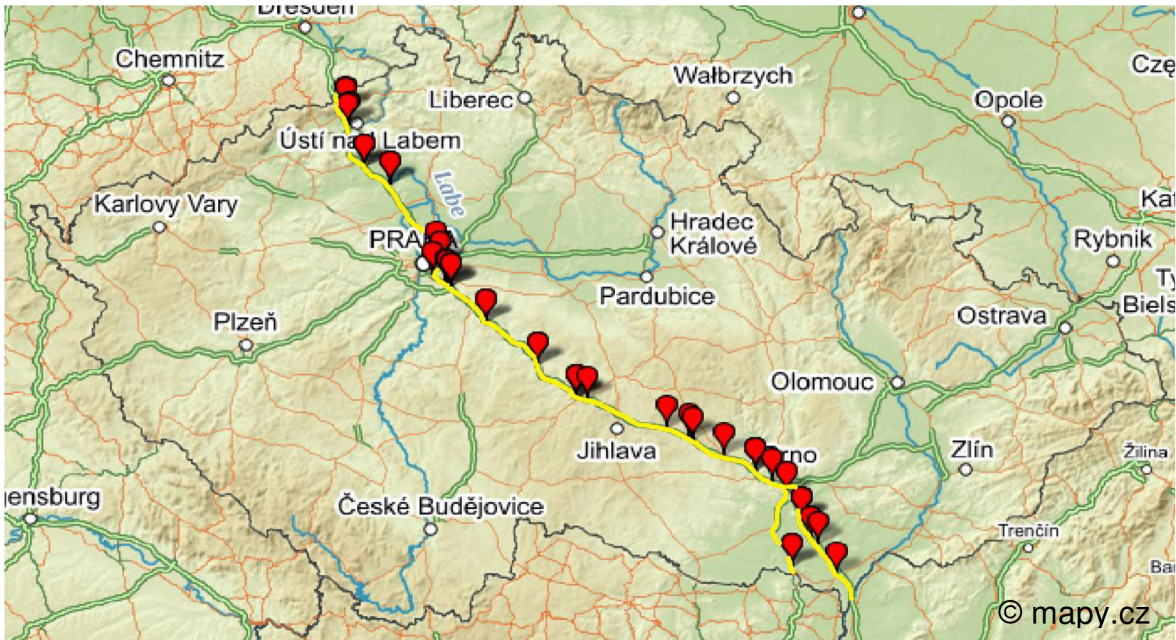 Dresden
Chemnitz
Liberec
Wałbrzych
Opole
Ústí nad Labem
Labe
Karlovy Vary
Hradec
Králové
PRAHA
Rybnik
Pardubice
Plzeň
Ostrava
Olomouc
Jihlava
Brno
Zlín
Žilina
České Budějovice
Trenčín
© mapy.cz